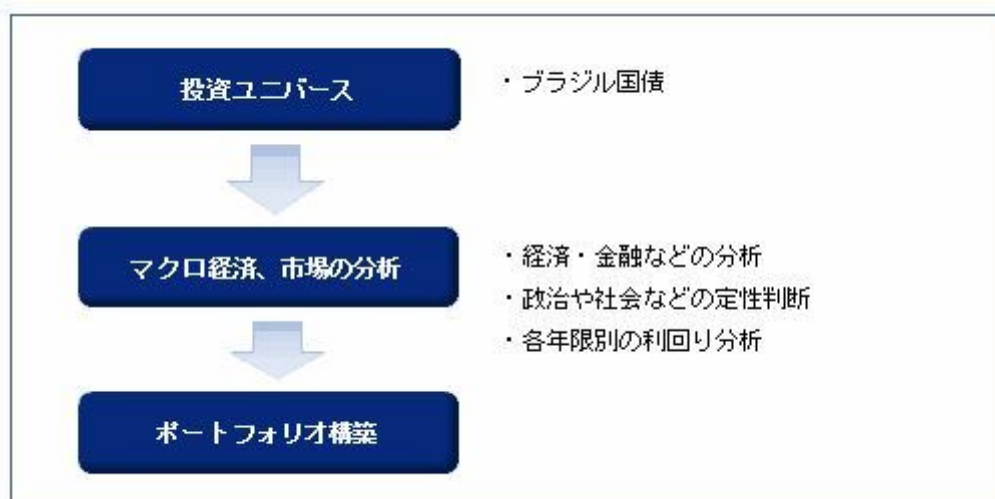 投資ユニバース
・ブラジル国債
マクロ経済、市場の分析
・経済・金融などの分析
・政治や社会などの定性判断
・各年限別の利回り分析
ポートフォリオ構築